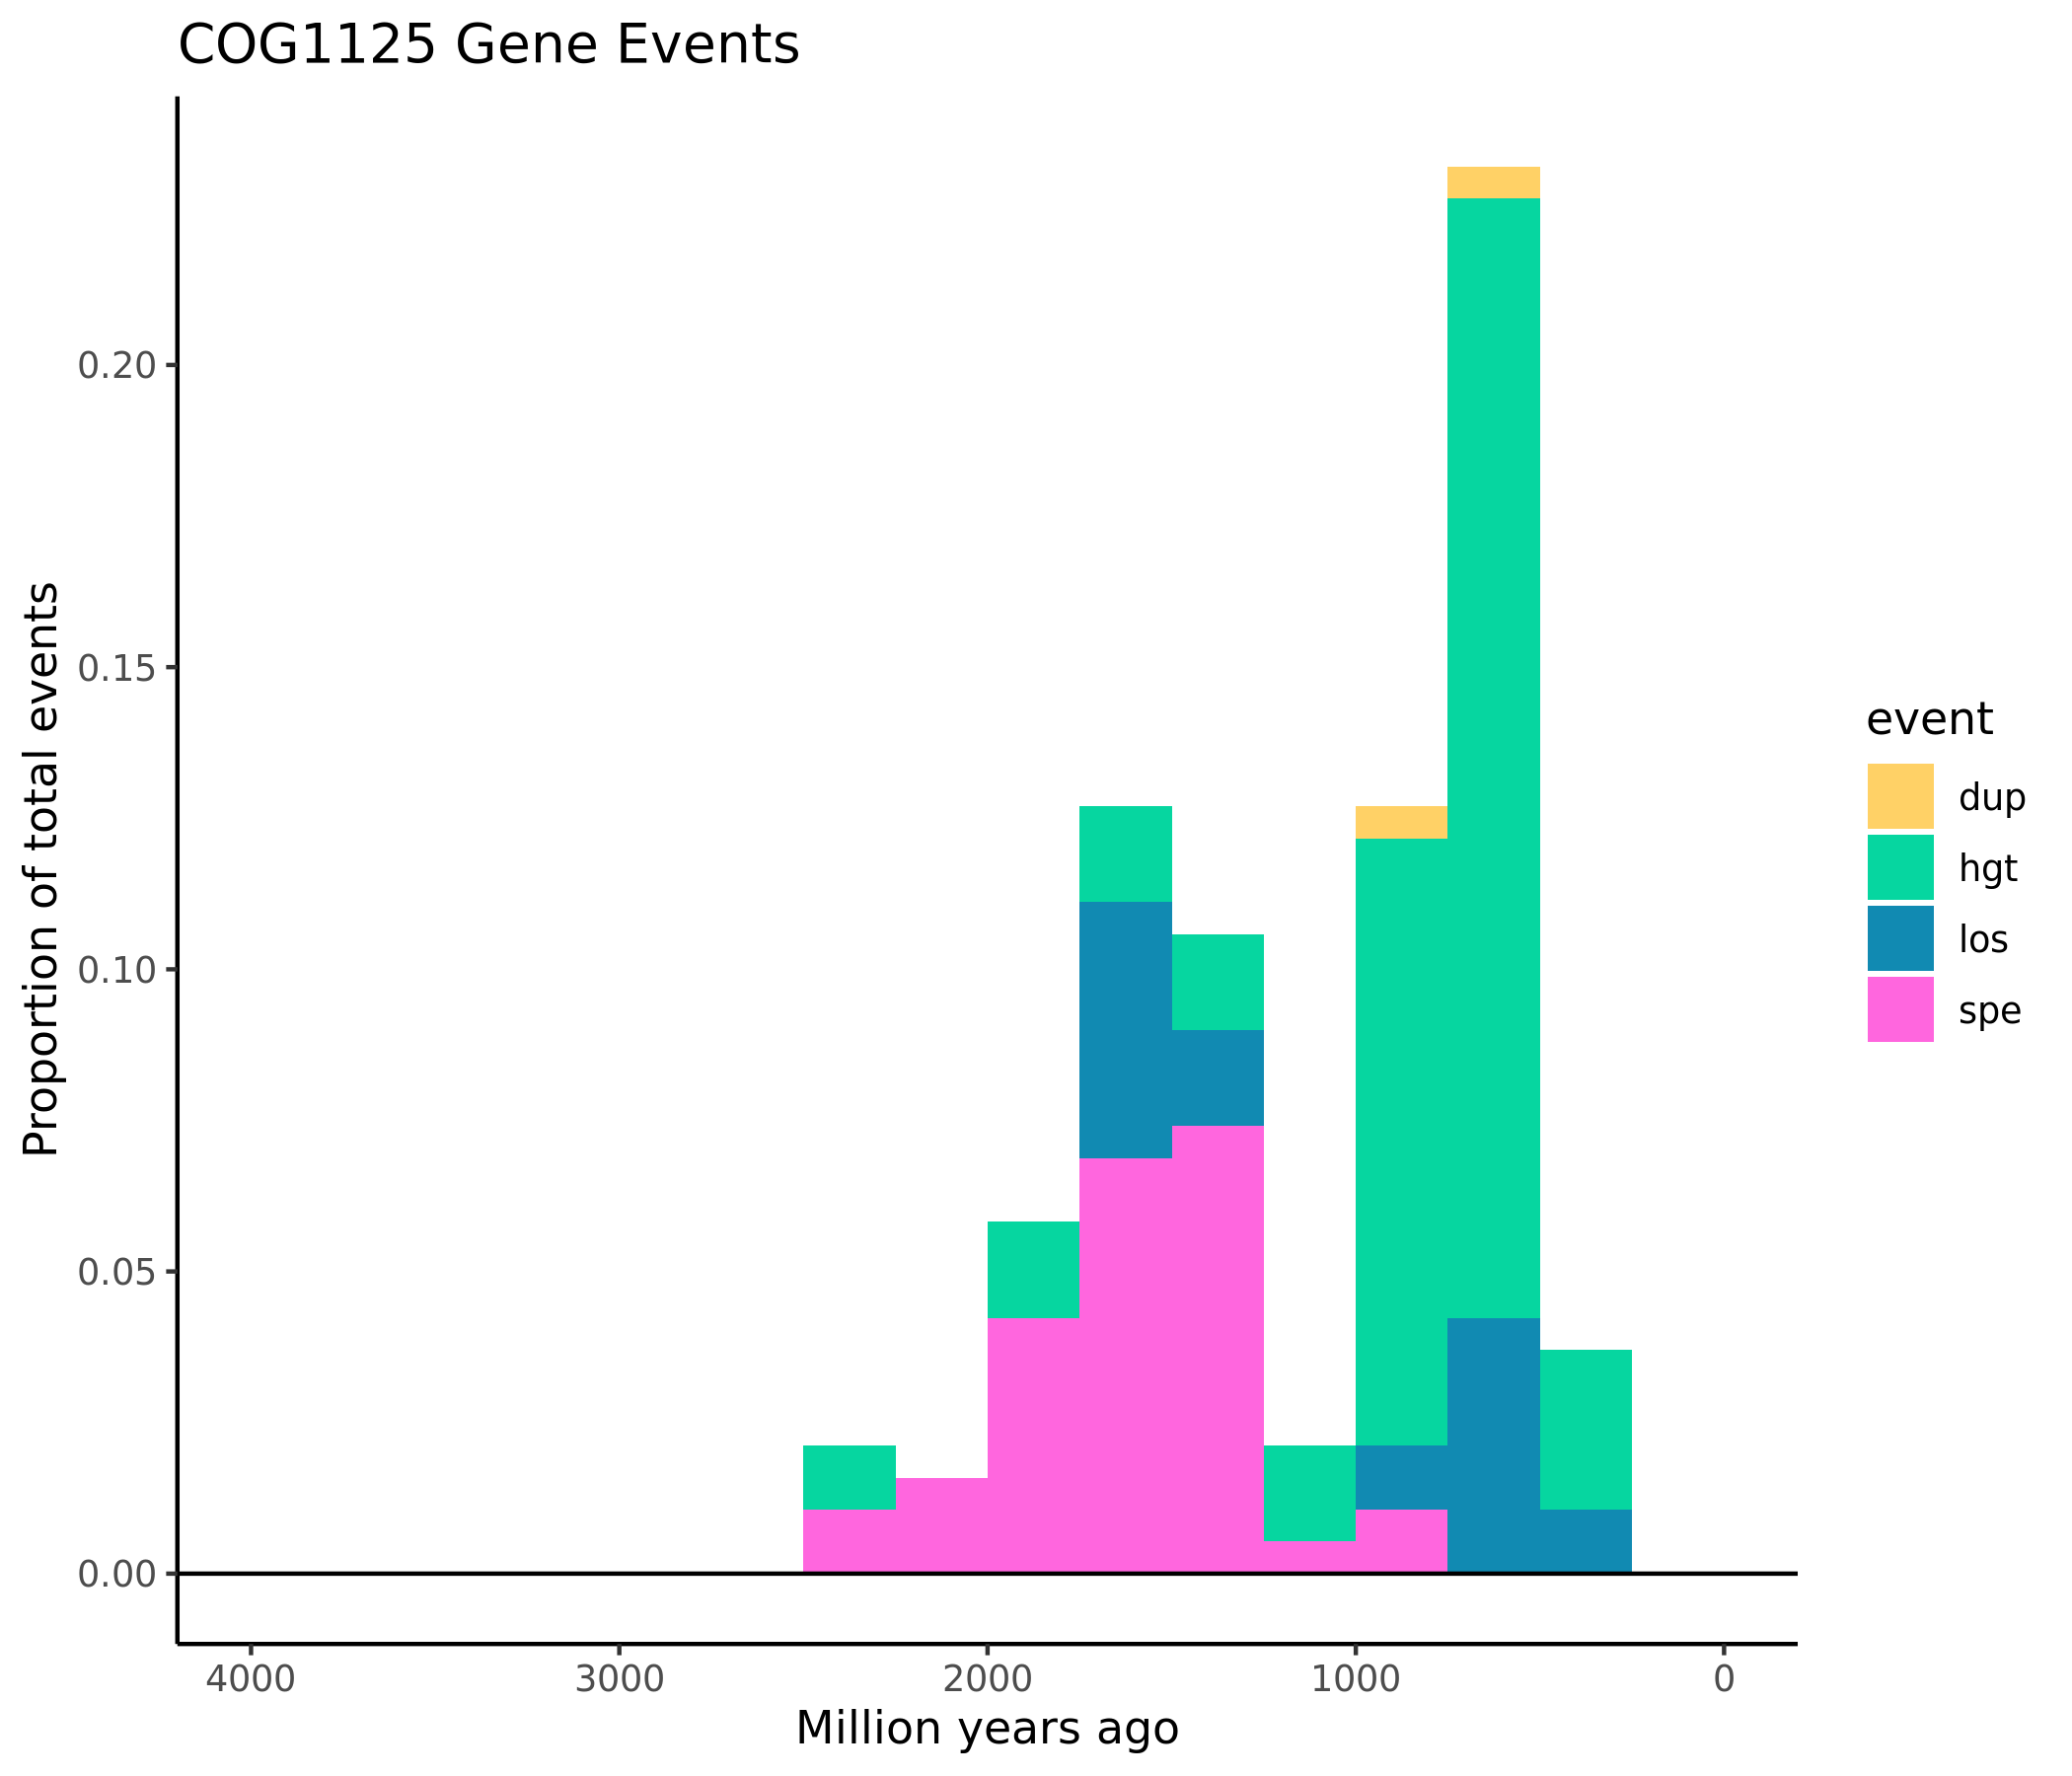 COG1125 Gene Events
Proportion of total events
0.20
0.15
0.10
0.05
0.00
4000 3000 2000 1000 0
Million years ago
event
dup
hgt
los
spe